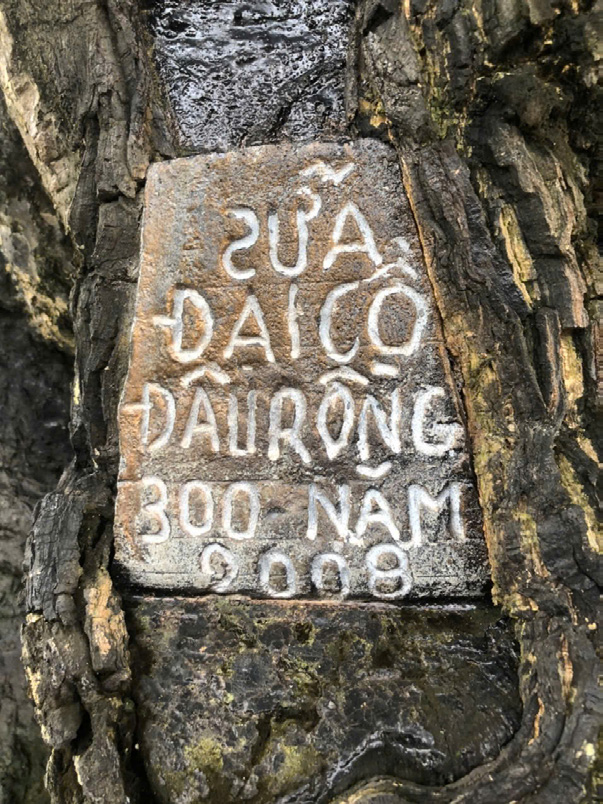 SỮA
ĐẠI CỔ
ĐẦU RỒNG
300 - NĂM
2008